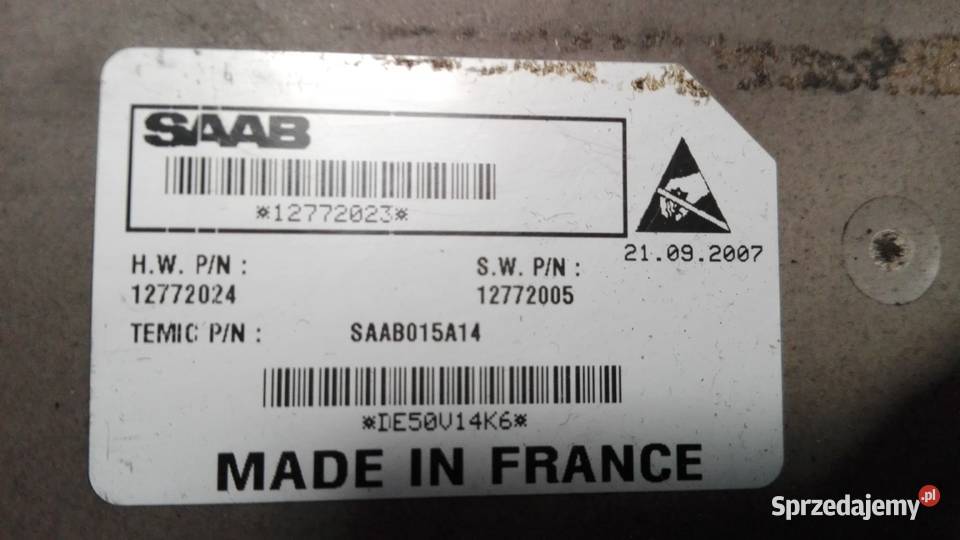 SAAB
*12772023*
21.09.2007
H.W. P/N :
S.W. P/N :
12772024
12772005
TEMIC P/N : SAAB015A14
*DE50V14K6*
MADE IN FRANCE
Sprzedajemy.pl